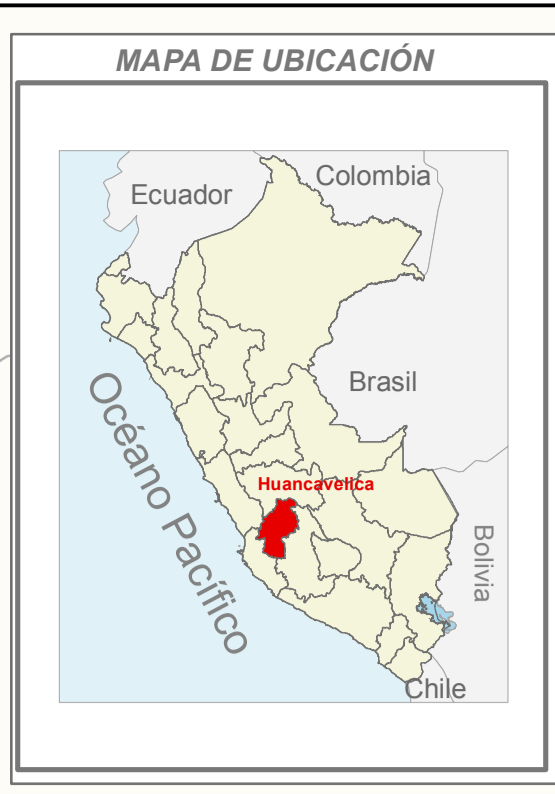 MAPA DE UBICACIÓN
Colombia
Ecuador
Brasil
Océano Pacífico
Huancavelica
Bolivia
Chile